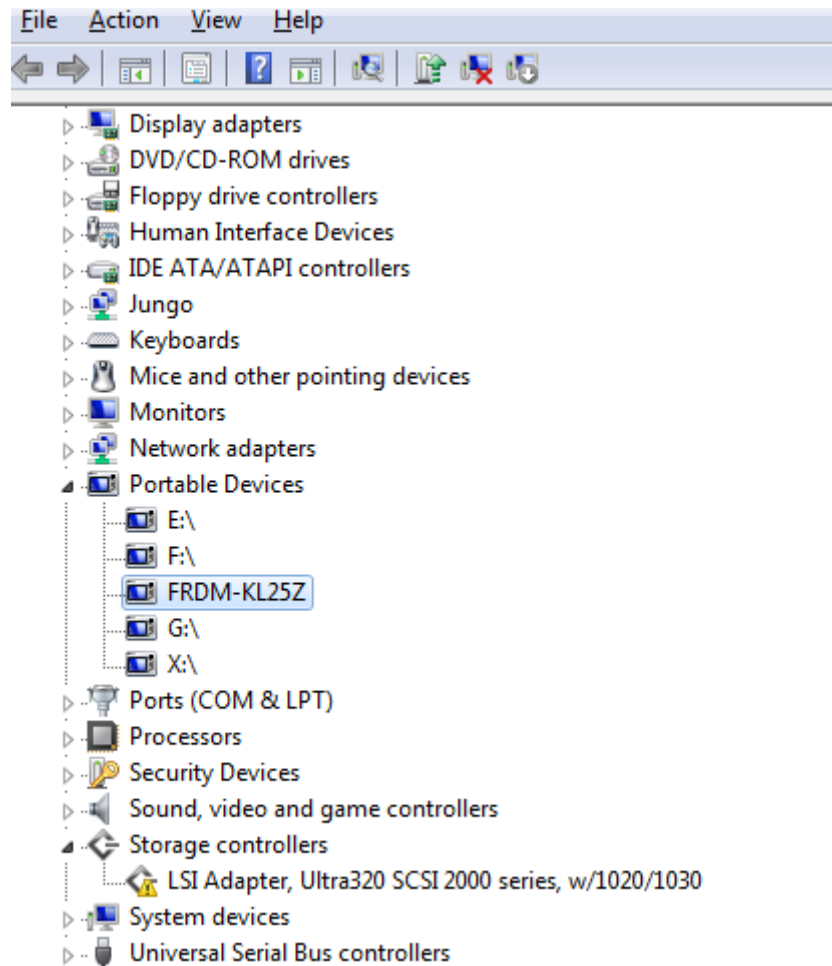 File Action View Help
Display adapters
DVD/CD-ROM drives
Floppy drive controllers
Human Interface Devices
IDE ATA/ATAPI controllers
Jungo
Keyboards
Mice and other pointing devices
Monitors
Network adapters
Portable Devices
E:\
F:\
FRDM-KL25Z
G:\
X:\
Ports (COM & LPT)
Processors
Security Devices
Sound, video and game controllers
Storage controllers
LSI Adapter, Ultra320 SCSI 2000 series, w/1020/1030
System devices
Universal Serial Bus controllers